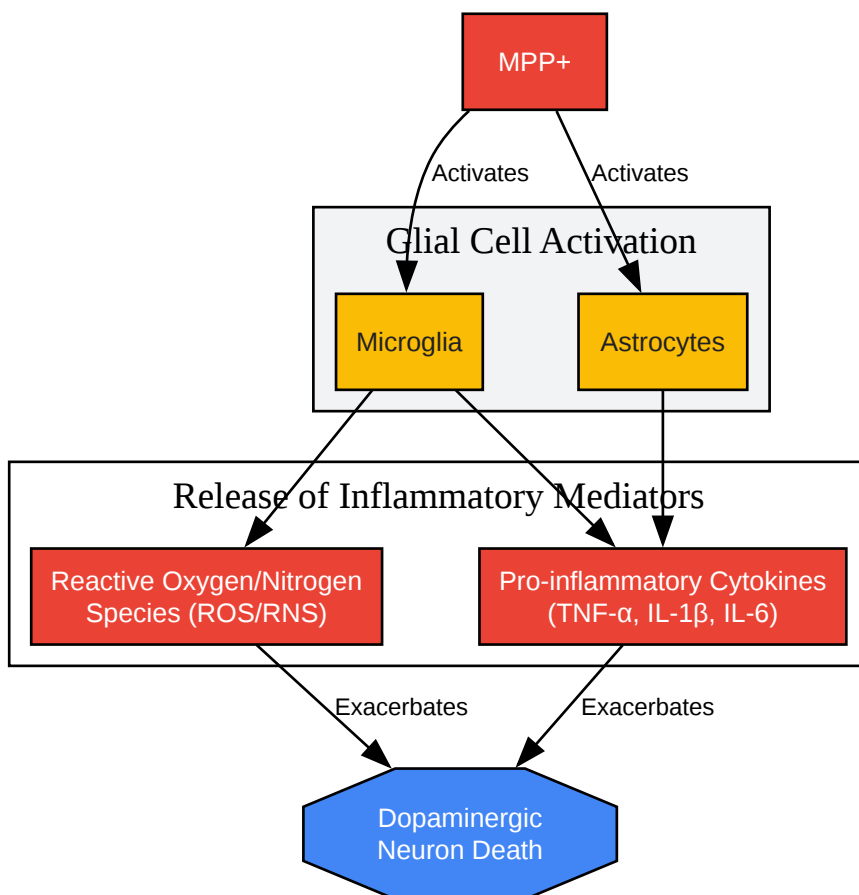 MPP+
Activates
Activates
Glial Cell Activation
Microglia
Astrocytes
Release of Inflammatory Mediators
Reactive Oxygen/Nitrogen
Species (ROS/RNS)
Pro-inflammatory Cytokines
(TNF-α, IL-1β, IL-6)
Exacerbates
Exacerbates
Dopaminergic
Neuron Death